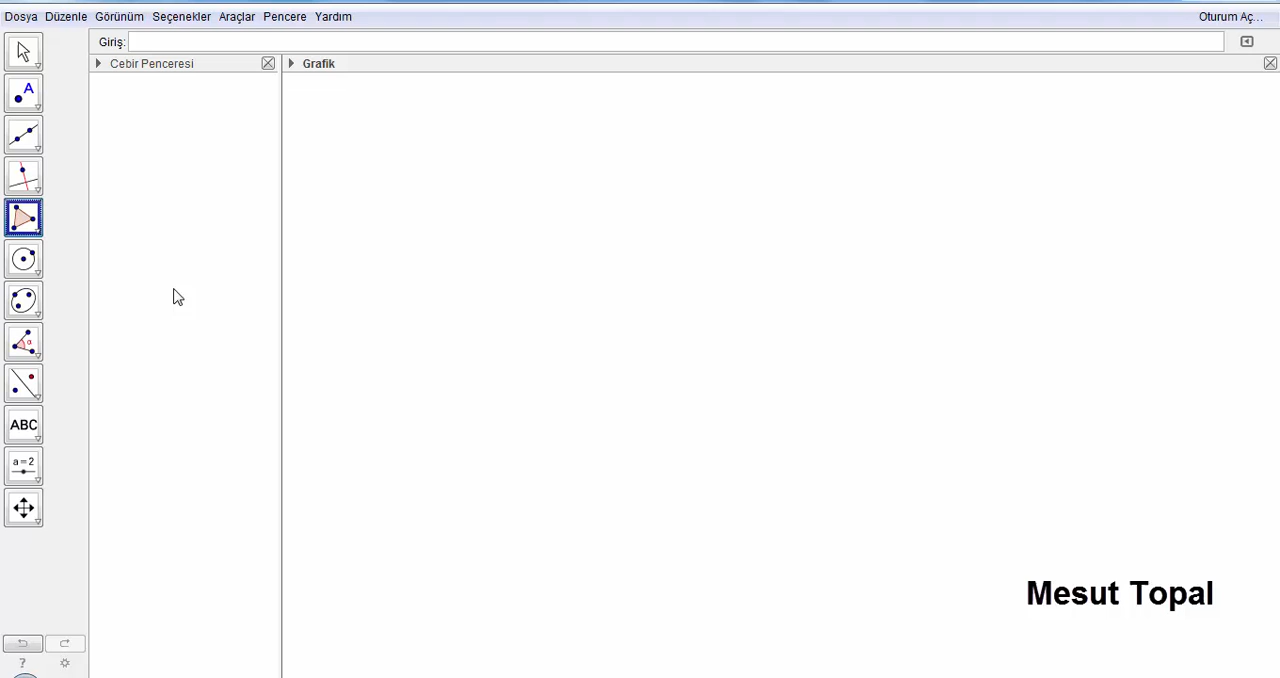 Dosya Düzenle Görünüm Seçenekler Araçlar Pencere Yardım Oturum Aç...
Giriş:
Cebir Penceresi Grafik
A
α
ABC
a=2
?
Mesut Topal